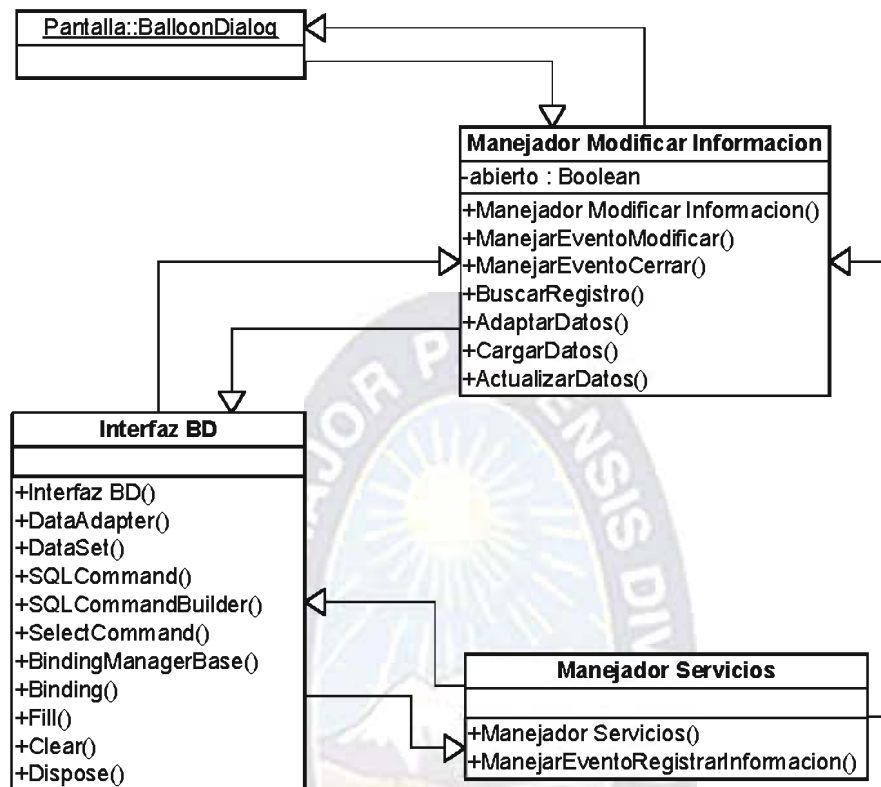 Pantalla::BalloonDialog
Manejador Modificar Informacion
-abierto : Boolean
+Manejador Modificar Informacion()
+ManejarEventoModificar()
+ManejarEventoCerrar()
+BuscarRegistro()
+AdaptarDatos()
+CargarDatos()
+ActualizarDatos()
Interfaz BD
+Interfaz BD()
+DataAdapter()
+DataSet()
+SQLCommand()
+SQLCommandBuilder()
+SelectCommand()
+BindingManagerBase()
+Binding()
+Fill()
+Clear()
+Dispose()
Manejador Servicios
+Manejador Servicios()
+ManejarEventoRegistrarInformacion()